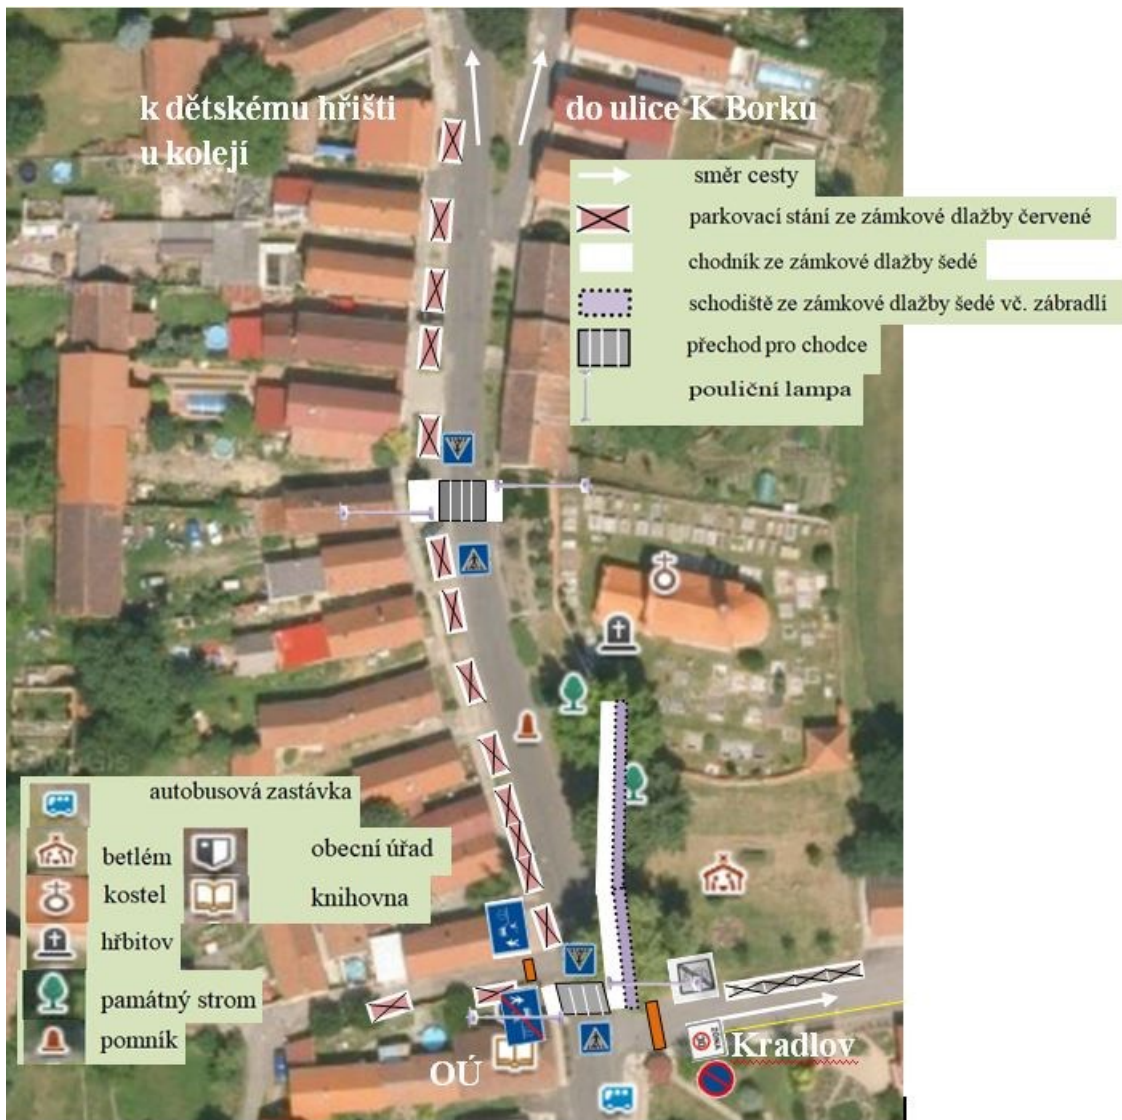 k dětskému hřišti
u kolejí
do ulice K Borku
směr cesty
parkovací stání ze zámkové dlažby červené
chodník ze zámkové dlažby šedé
schodiště ze zámkové dlažby šedé vč. zábradlí
přechod pro chodce
pouliční lampa
autobusová zastávka
betlém
obecní úřad
kostel
knihovna
hřbitov
památný strom
pomník
OÚ
Kradlov